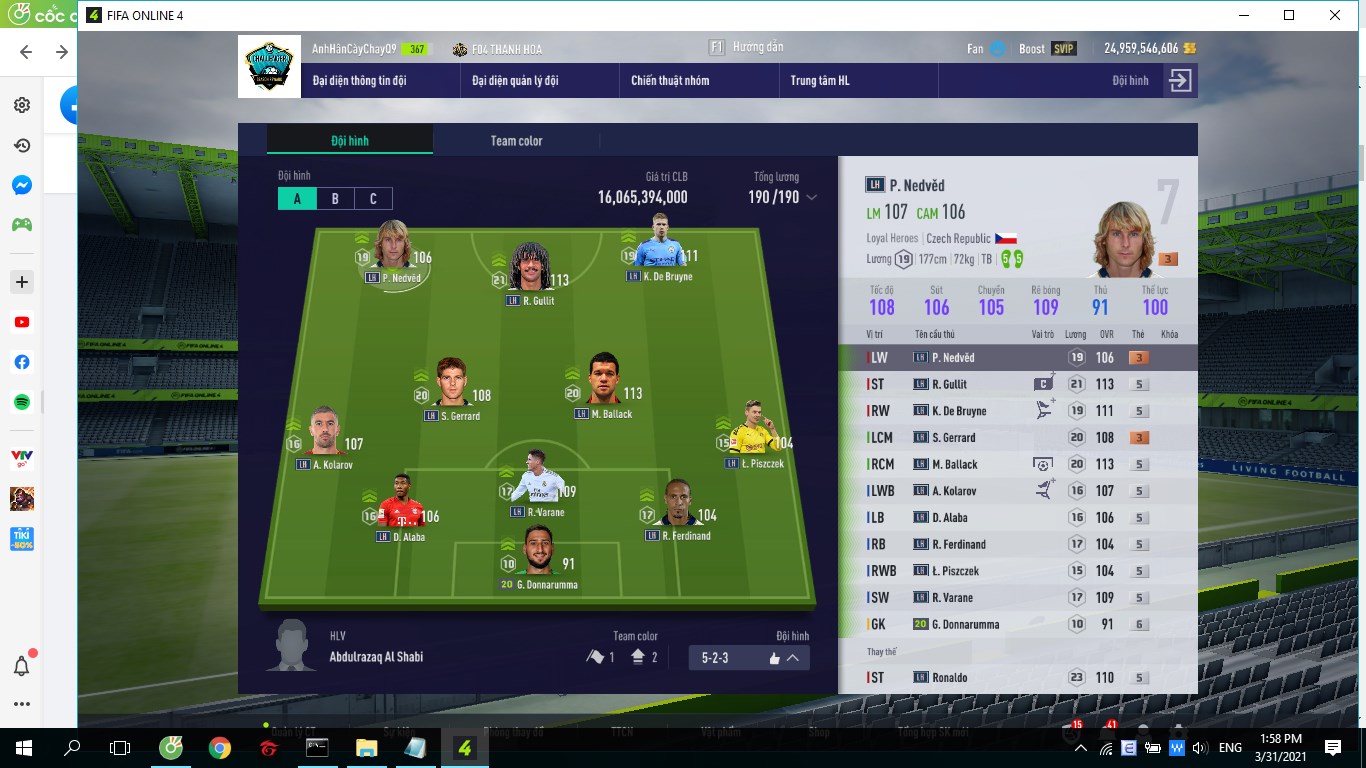 cốc c
FIFA ONLINE 4
AnhHânCàyChayQ9 367 FO4 THANH HOA
F1 Hướng dẫn
Fan Boost SVIP 24,959,546,606
Đại diện thông tin đội Đại diện quản lý đội Chiến thuật nhóm Trung tâm HL Đội hình
Đội hình Team color
Đội hình Giá trị CLB Tổng lương
A B C 16,065,394,000 190 /190
19 106
LH P. Nedvěd
21 113
LH R. Gullit
19 111
LH K. De Bruyne
20 108
LH S. Gerrard
20 113
LH M. Ballack
16 107
LH A. Kolarov
15 104
LH Ł. Piszczek
17 109
LH R. Varane
16 106
LH D. Alaba
17 104
LH R. Ferdinand
10 91
20 G. Donnarumma
HLV Team color Đội hình
Abdulrazaq Al Shabi 1 2 5-2-3
LH P. Nedvěd 7
LM 107 CAM 106
Loyal Heroes Czech Republic
Lương 19 177cm 72kg TB 5 5 3
Tốc độ Sút Chuyền Rê bóng Thủ Thể lực
108 106 105 109 91 100
Vị trí Tên cầu thủ Vai trò Lương OVR Thẻ Khóa
LW LH P. Nedvěd 19 106 3
ST LH R. Gullit C 21 113 5
RW LH K. De Bruyne 19 111 5
LCM LH S. Gerrard 20 108 3
RCM LH M. Ballack 20 113 5
LWB LH A. Kolarov 16 107 5
LB LH D. Alaba 16 106 5
RB LH R. Ferdinand 17 104 5
RWB LH Ł. Piszczek 15 104 5
SW LH R. Varane 17 109 5
GK 20 G. Donnarumma 10 91 6
Thay thế
ST LH Ronaldo 23 110 5
LIVING FOOTBALL
Quản lý CT Sự kiện Phòng thay đồ TTCN Vật phẩm Shop Tổng hợp SK mới 15 41
VTV go
TIKI
-80%
ENG 1:58 PM
3/31/2021